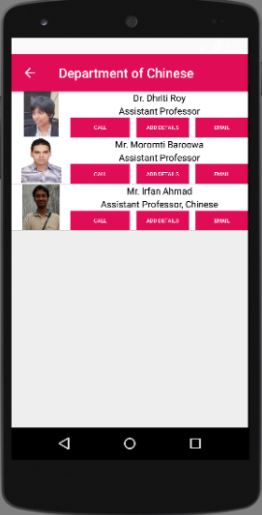 Department of Chinese
Dr. Dhriti Roy
Assistant Professor
CALL ADD DETAILS EMAIL
Mr. Moromti Baroowa
Assistant Professor
CALL ADD DETAILS EMAIL
Mr. Irfan Ahmad
Assistant Professor, Chinese
CALL ADD DETAILS EMAIL